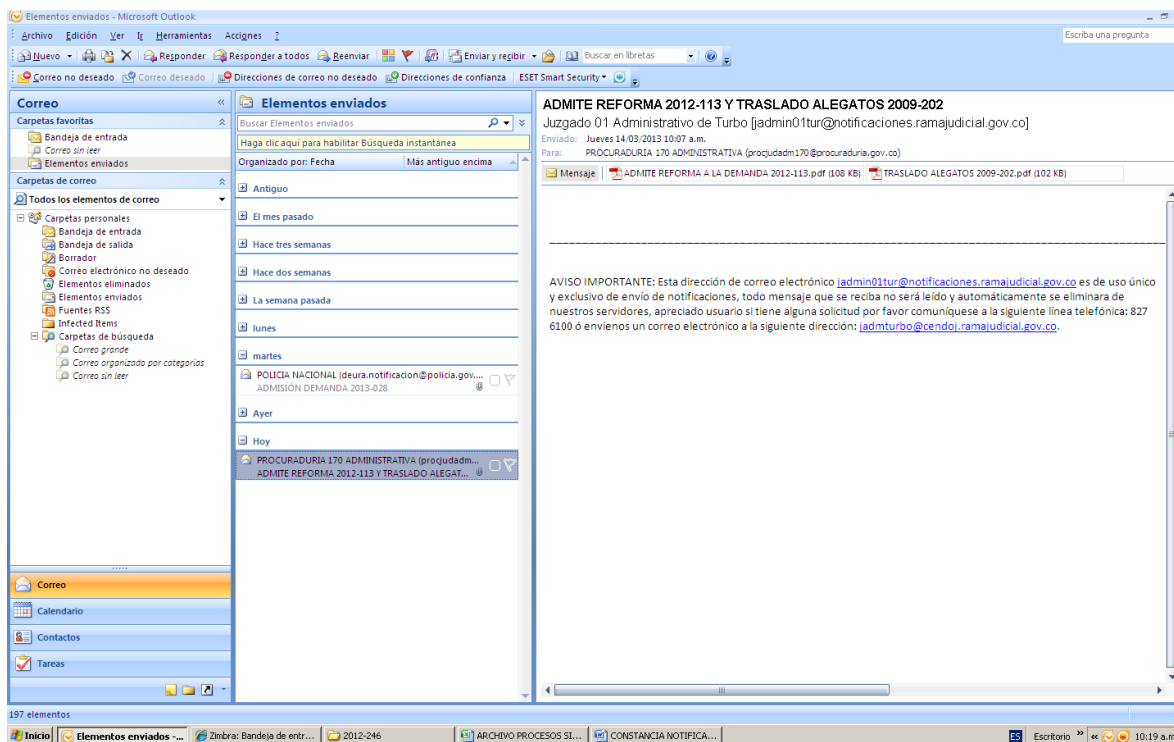 Elementos enviados - Microsoft Outlook
Archivo Edición Ver Ir Herramientas Acciones ?
Escriba una pregunta
Nuevo Responder Responder a todos Reenviar Enviar y recibir Buscar en libretas
Correo no deseado Correo deseado Direcciones de correo no deseado Direcciones de confianza ESET Smart Security
Correo
Carpetas favoritas
Bandeja de entrada
Correo sin leer
Elementos enviados
Carpetas de correo
Todos los elementos de correo
Carpetas personales
Bandeja de entrada
Bandeja de salida
Borrador
Correo electrónico no deseado
Elementos eliminados
Elementos enviados
Fuentes RSS
Infected Items
Carpetas de búsqueda
Correo grande
Correo organizado por categorías
Correo sin leer
Correo
Calendario
Contactos
Tareas
Elementos enviados
Buscar Elementos enviados
Haga clic aquí para habilitar Búsqueda instantánea
Organizado por: Fecha Más antiguo encima
Antiguo
El mes pasado
Hace tres semanas
Hace dos semanas
La semana pasada
lunes
martes
POLICIA NACIONAL (deura.notificacion@policia.gov....
ADMISIÓN DEMANDA 2013-028
Ayer
Hoy
PROCURADURIA 170 ADMINISTRATIVA (procjudadm...
ADMITE REFORMA 2012-113 Y TRASLADO ALEGAT...
ADMITE REFORMA 2012-113 Y TRASLADO ALEGATOS 2009-202
Juzgado 01 Administrativo de Turbo [jadmin01tur@notificaciones.ramajudicial.gov.co]
Enviado: Jueves 14/03/2013 10:07 a.m.
Para: PROCURADURIA 170 ADMINISTRATIVA (procjudadm170@procuraduria.gov.co)
Mensaje ADMITE REFORMA A LA DEMANDA 2012-113.pdf (108 KB) TRASLADO ALEGATOS 2009-202.pdf (102 KB)
AVISO IMPORTANTE: Esta dirección de correo electrónico jadmin01tur@notificaciones.ramajudicial.gov.co es de uso único
y exclusivo de envío de notificaciones, todo mensaje que se reciba no será leído y automáticamente se eliminara de
nuestros servidores, apreciado usuario si tiene alguna solicitud por favor comuníquese a la siguiente línea telefónica: 827
6100 ó envíenos un correo electrónico a la siguiente dirección: jadmturbo@cendoj.ramajudicial.gov.co.
197 elementos
Inicio Elementos enviados -... Zimbra: Bandeja de entr... 2012-246 ARCHIVO PROCESOS SI... CONSTANCIA NOTIFICA... ES Escritorio 10:19 a.m